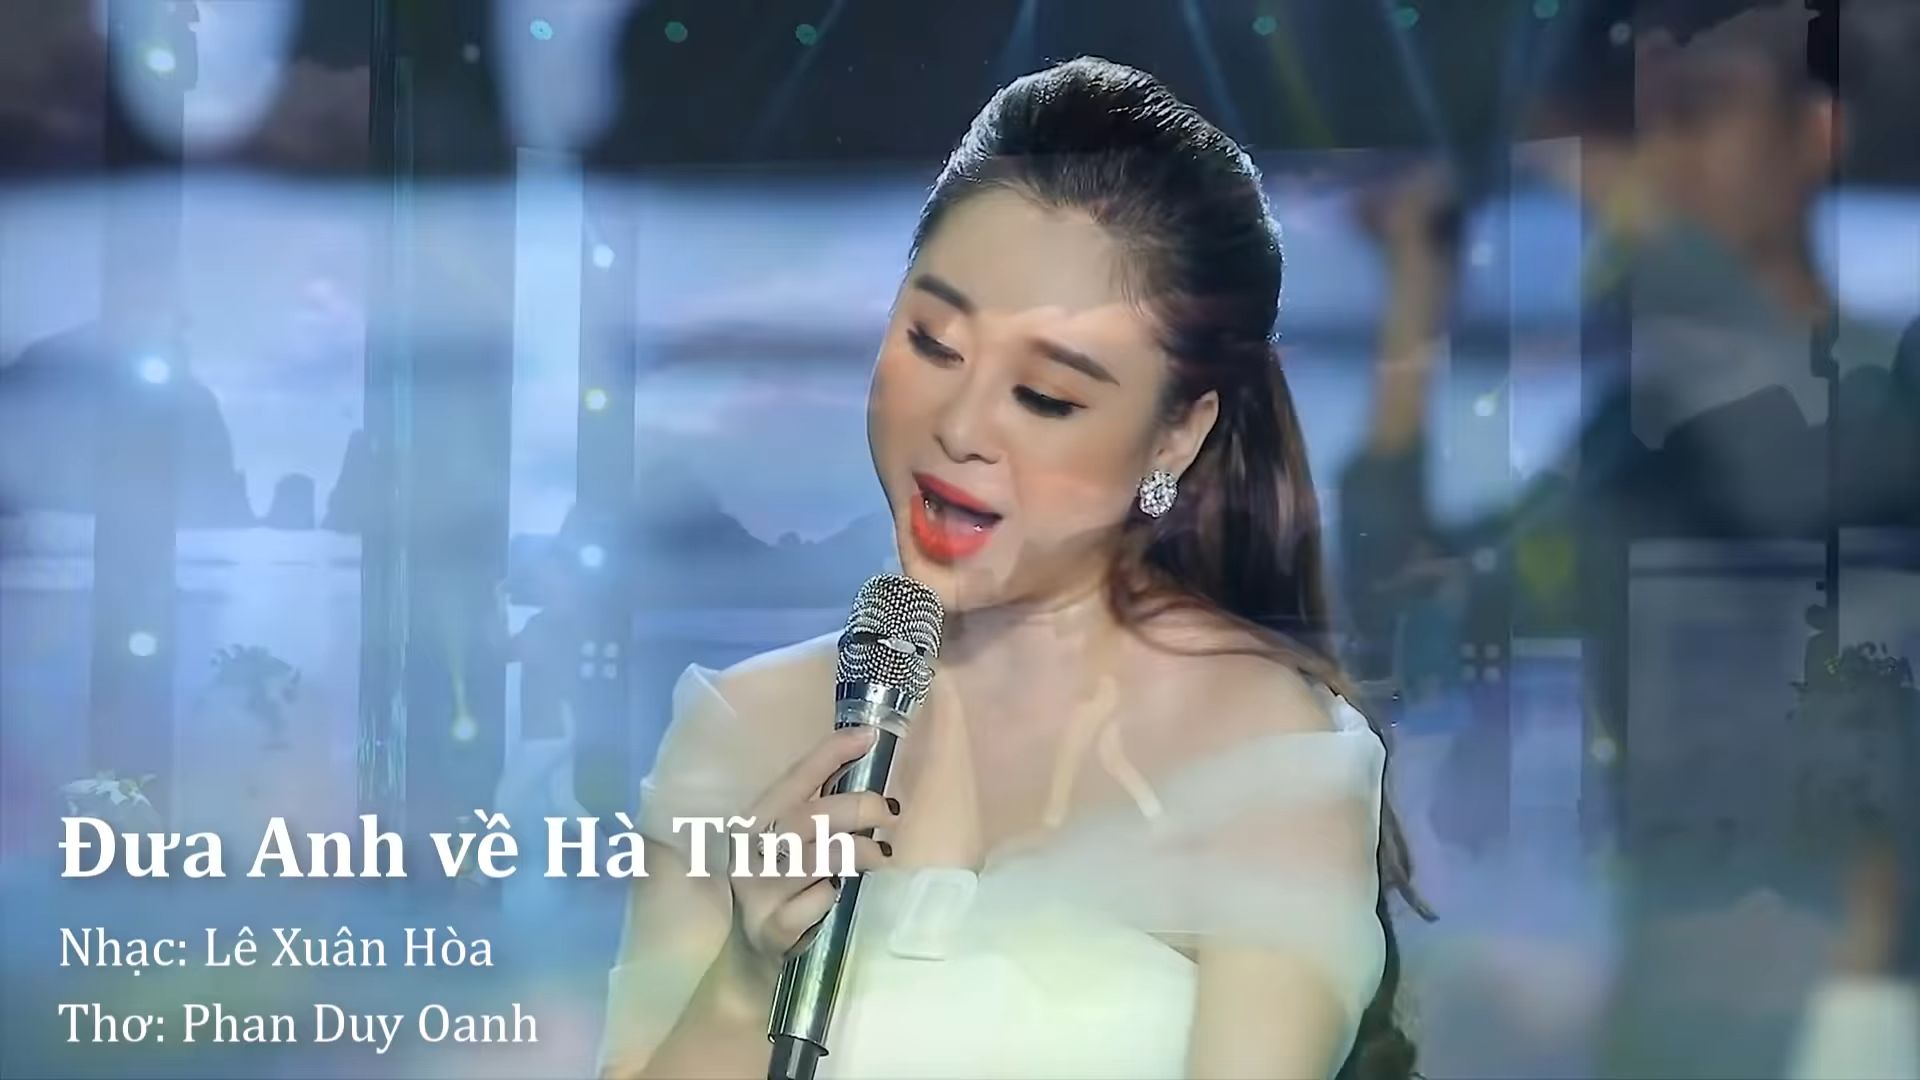 Đưa Anh về Hà Tĩnh
Nhạc: Lê Xuân Hòa
Thơ: Phan Duy Oanh